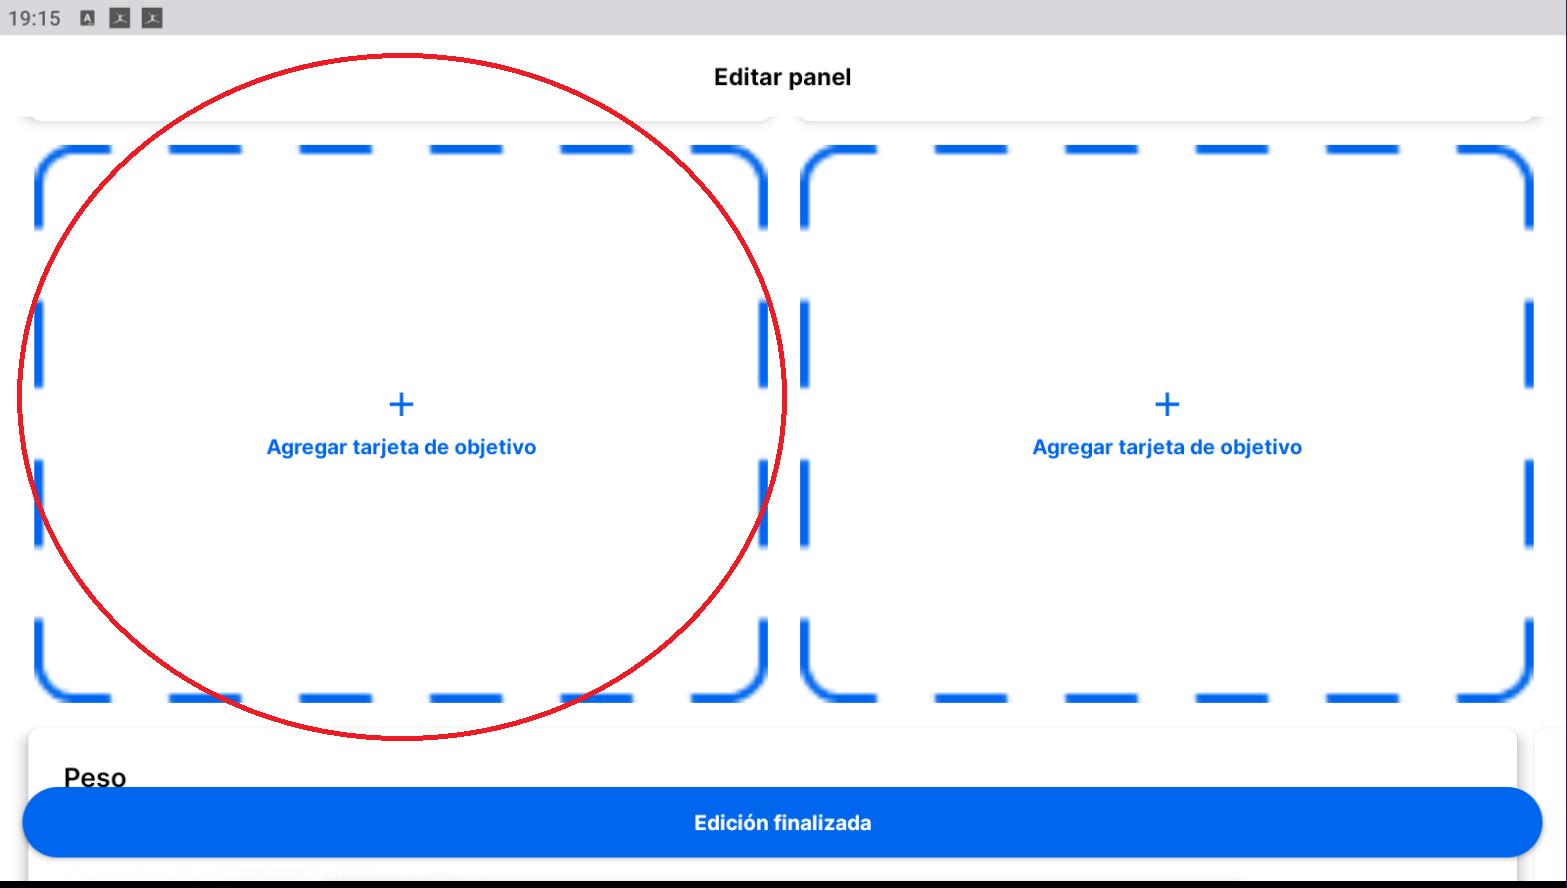 19:15
Editar panel
+
Agregar tarjeta de objetivo
+
Agregar tarjeta de objetivo
Peso
Edición finalizada